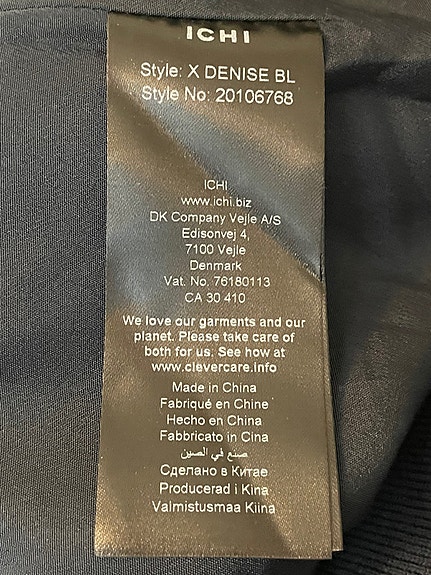 ICHI
Style: X DENISE BL
Style No: 20106768
ICHI
www.ichi.biz
DK Company Vejle A/S
Edisonvej 4,
7100 Vejle
Denmark
Vat. No. 76180113
CA 30 410
We love our garments and our
planet. Please take care of
both for us. See how at
www.clevercare.info
Made in China
Fabriqué en Chine
Hecho en China
Fabbricato in Cina
صنع في الصين
Сделано в Китае
Producerad i Kina
Valmistusmaa Kiina